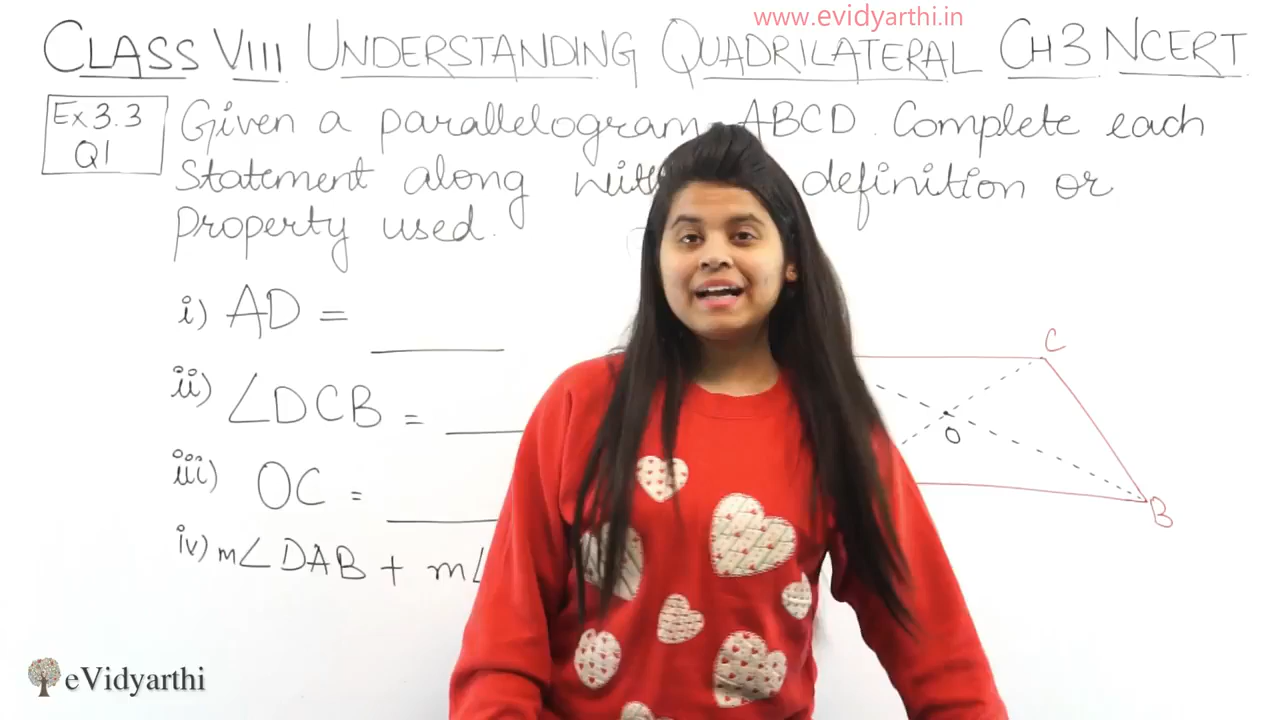 www.evidyarthi.in
CLASS VIII UNDERSTANDING QUADRILATERAL CH3 NCERT
Ex 3.3
Q1
Given a parallelogram ABCD. Complete each
Statement along definition or
property used.
i) AD =
ii) ∠DCB =
iii) OC =
iv) m∠DAB + m∠
C
O
B
eVidyarthi